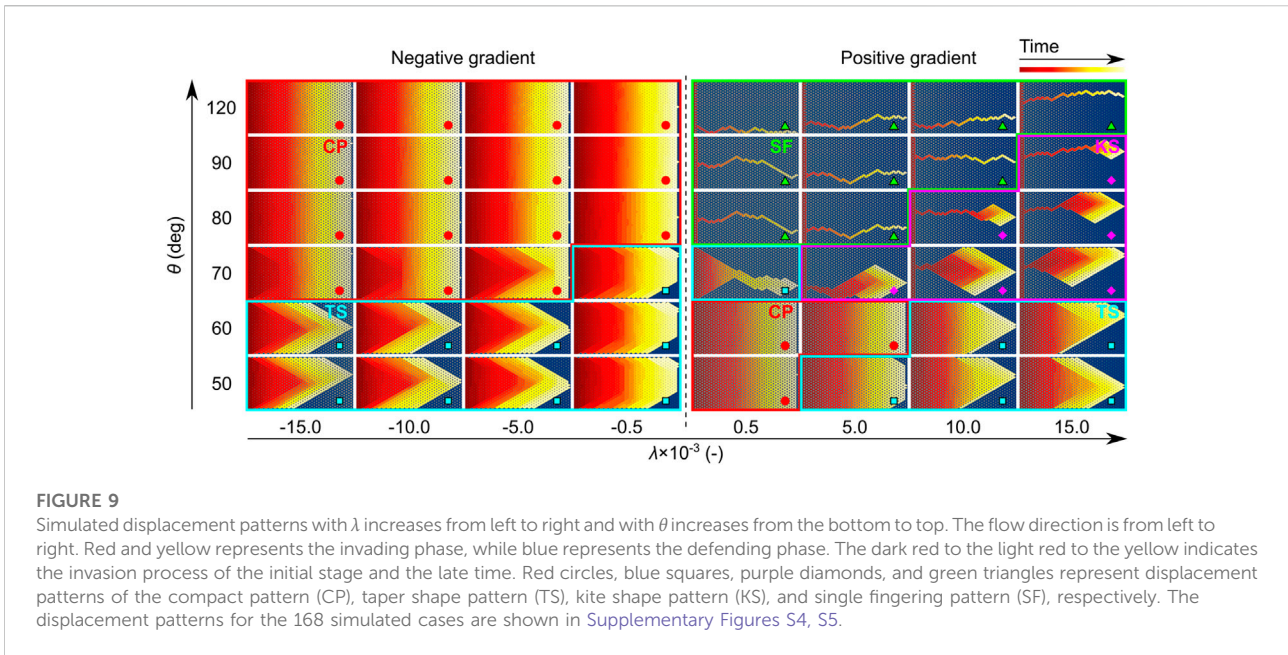 Negative gradient
Positive gradient
Time
θ (deg)
120
90
80
70
60
50
CP
TS
SF
KS
CP
TS
-15.0 -10.0 -5.0 -0.5 0.5 5.0 10.0 15.0
λ×10⁻³ (-)
FIGURE 9
Simulated displacement patterns with λ increases from left to right and with θ increases from the bottom to top. The flow direction is from left to
right. Red and yellow represents the invading phase, while blue represents the defending phase. The dark red to the light red to the yellow indicates
the invasion process of the initial stage and the late time. Red circles, blue squares, purple diamonds, and green triangles represent displacement
patterns of the compact pattern (CP), taper shape pattern (TS), kite shape pattern (KS), and single fingering pattern (SF), respectively. The
displacement patterns for the 168 simulated cases are shown in Supplementary Figures S4, S5.